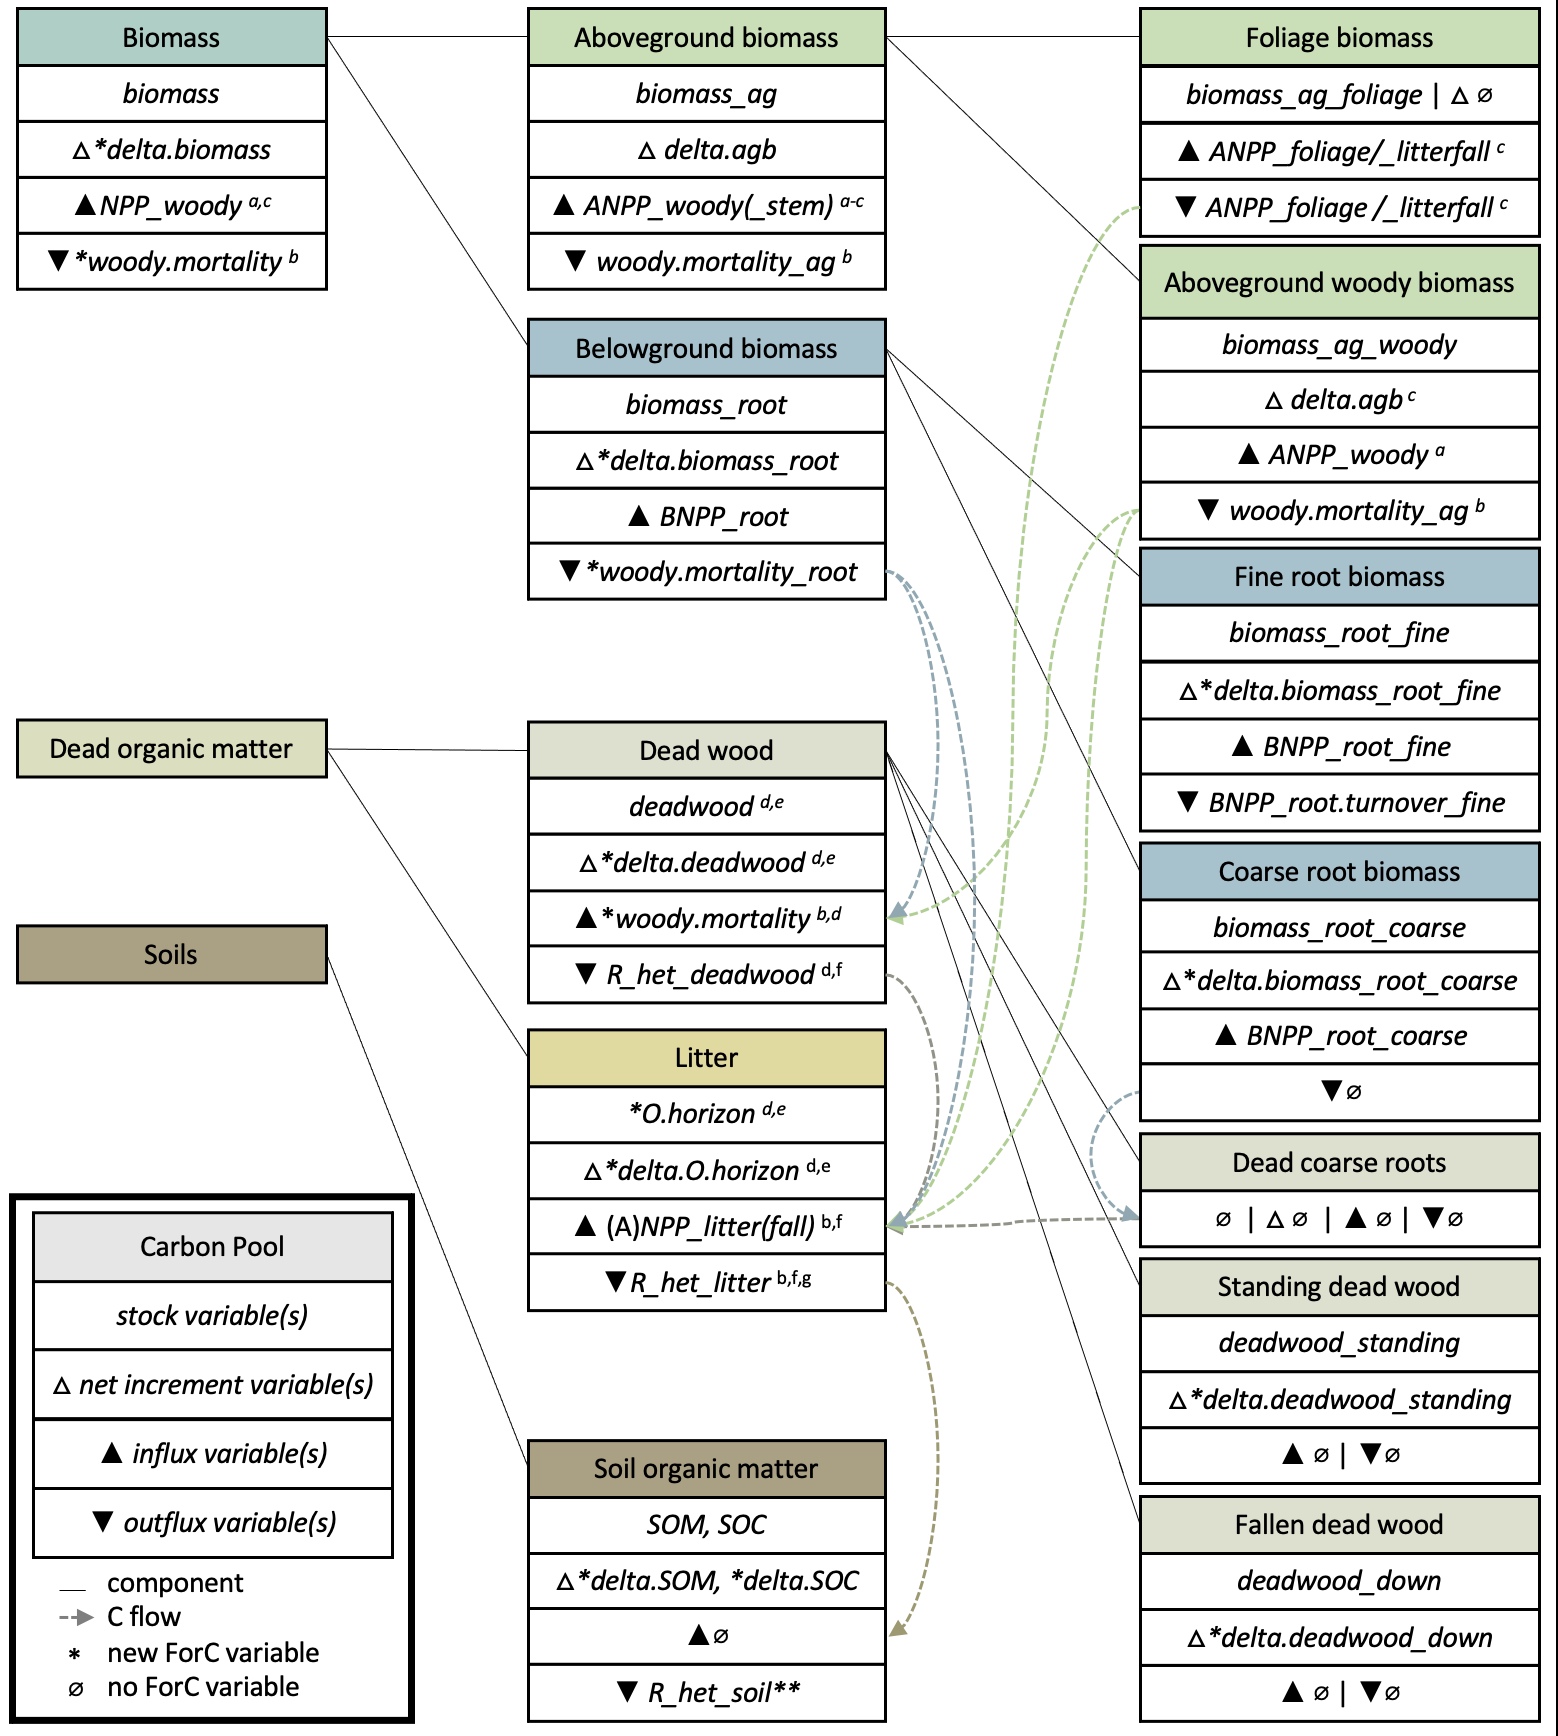 Biomass
biomass
△*delta.biomass
▲NPP_woody a,c
▼*woody.mortality b
Aboveground biomass
biomass_ag
△ delta.agb
▲ ANPP_woody(_stem) a-c
▼ woody.mortality_ag b
Belowground biomass
biomass_root
△*delta.biomass_root
▲ BNPP_root
▼*woody.mortality_root
Foliage biomass
biomass_ag_foliage | △ ∅
▲ ANPP_foliage/_litterfall c
▼ ANPP_foliage /_litterfall c
Aboveground woody biomass
biomass_ag_woody
△ delta.agb c
▲ ANPP_woody a
▼ woody.mortality_ag b
Fine root biomass
biomass_root_fine
△*delta.biomass_root_fine
▲ BNPP_root_fine
▼ BNPP_root.turnover_fine
Coarse root biomass
biomass_root_coarse
△*delta.biomass_root_coarse
▲ BNPP_root_coarse
▼∅
Dead organic matter
Dead wood
deadwood d,e
△*delta.deadwood d,e
▲*woody.mortality b,d
▼ R_het_deadwood d,f
Litter
*O.horizon d,e
△*delta.O.horizon d,e
▲ (A)NPP_litter(fall) b,f
▼R_het_litter b,f,g
Dead coarse roots
∅ | △ ∅ | ▲ ∅ | ▼∅
Standing dead wood
deadwood_standing
△*delta.deadwood_standing
▲ ∅ | ▼∅
Fallen dead wood
deadwood_down
△*delta.deadwood_down
▲ ∅ | ▼∅
Soils
Soil organic matter
SOM, SOC
△*delta.SOM, *delta.SOC
▲∅
▼ R_het_soil**
Carbon Pool
stock variable(s)
△ net increment variable(s)
▲ influx variable(s)
▼ outflux variable(s)
component
C flow
* new ForC variable
∅ no ForC variable